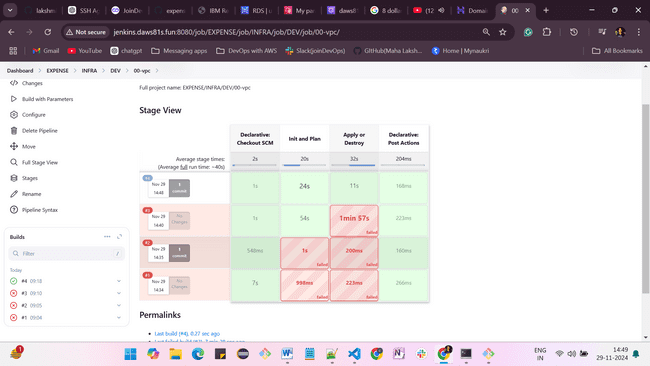 lakshm
SSH Ag
JoinDe
expens
IBM Re
RDS | u
My pa
daws8
8 dolla
(12
Domai
00
Not secure
jenkins.daws81s.fun:8080/job/EXPENSE/job/INFRA/job/DEV/job/00-vpc/
Gmail
YouTube
chatgpt
Messaging apps
DevOps with AWS
Slack(joinDevOps)
GitHub(Maha Laksh...
Home | Mynaukri
All Bookmarks
Dashboard > EXPENSE > INFRA > DEV > 00-vpc >
Changes
Build with Parameters
Configure
Delete Pipeline
Move
Full Stage View
Stages
Rename
Pipeline Syntax
Builds
Filter
/
Today
#4 09:18
#3 09:10
#2 09:05
#1 09:04
Full project name: EXPENSE/INFRA/DEV/00-vpc
Stage View
Declarative: Checkout SCM
Init and Plan
Apply or Destroy
Declarative: Post Actions
Average stage times:
(Average full run time: ~40s)
2s
20s
32s
204ms
#4
Nov 29
14:48
1
commit
1s
24s
11s
168ms
#3
Nov 29
14:40
No
Changes
1s
54s
1min 57s
failed
223ms
#2
Nov 29
14:35
1
commit
548ms
1s
failed
200ms
failed
160ms
#1
Nov 29
14:34
No
Changes
7s
998ms
failed
223ms
failed
266ms
Permalinks
Last build (#4), 0.27 sec ago
ENG
IN
14:49
29-11-2024